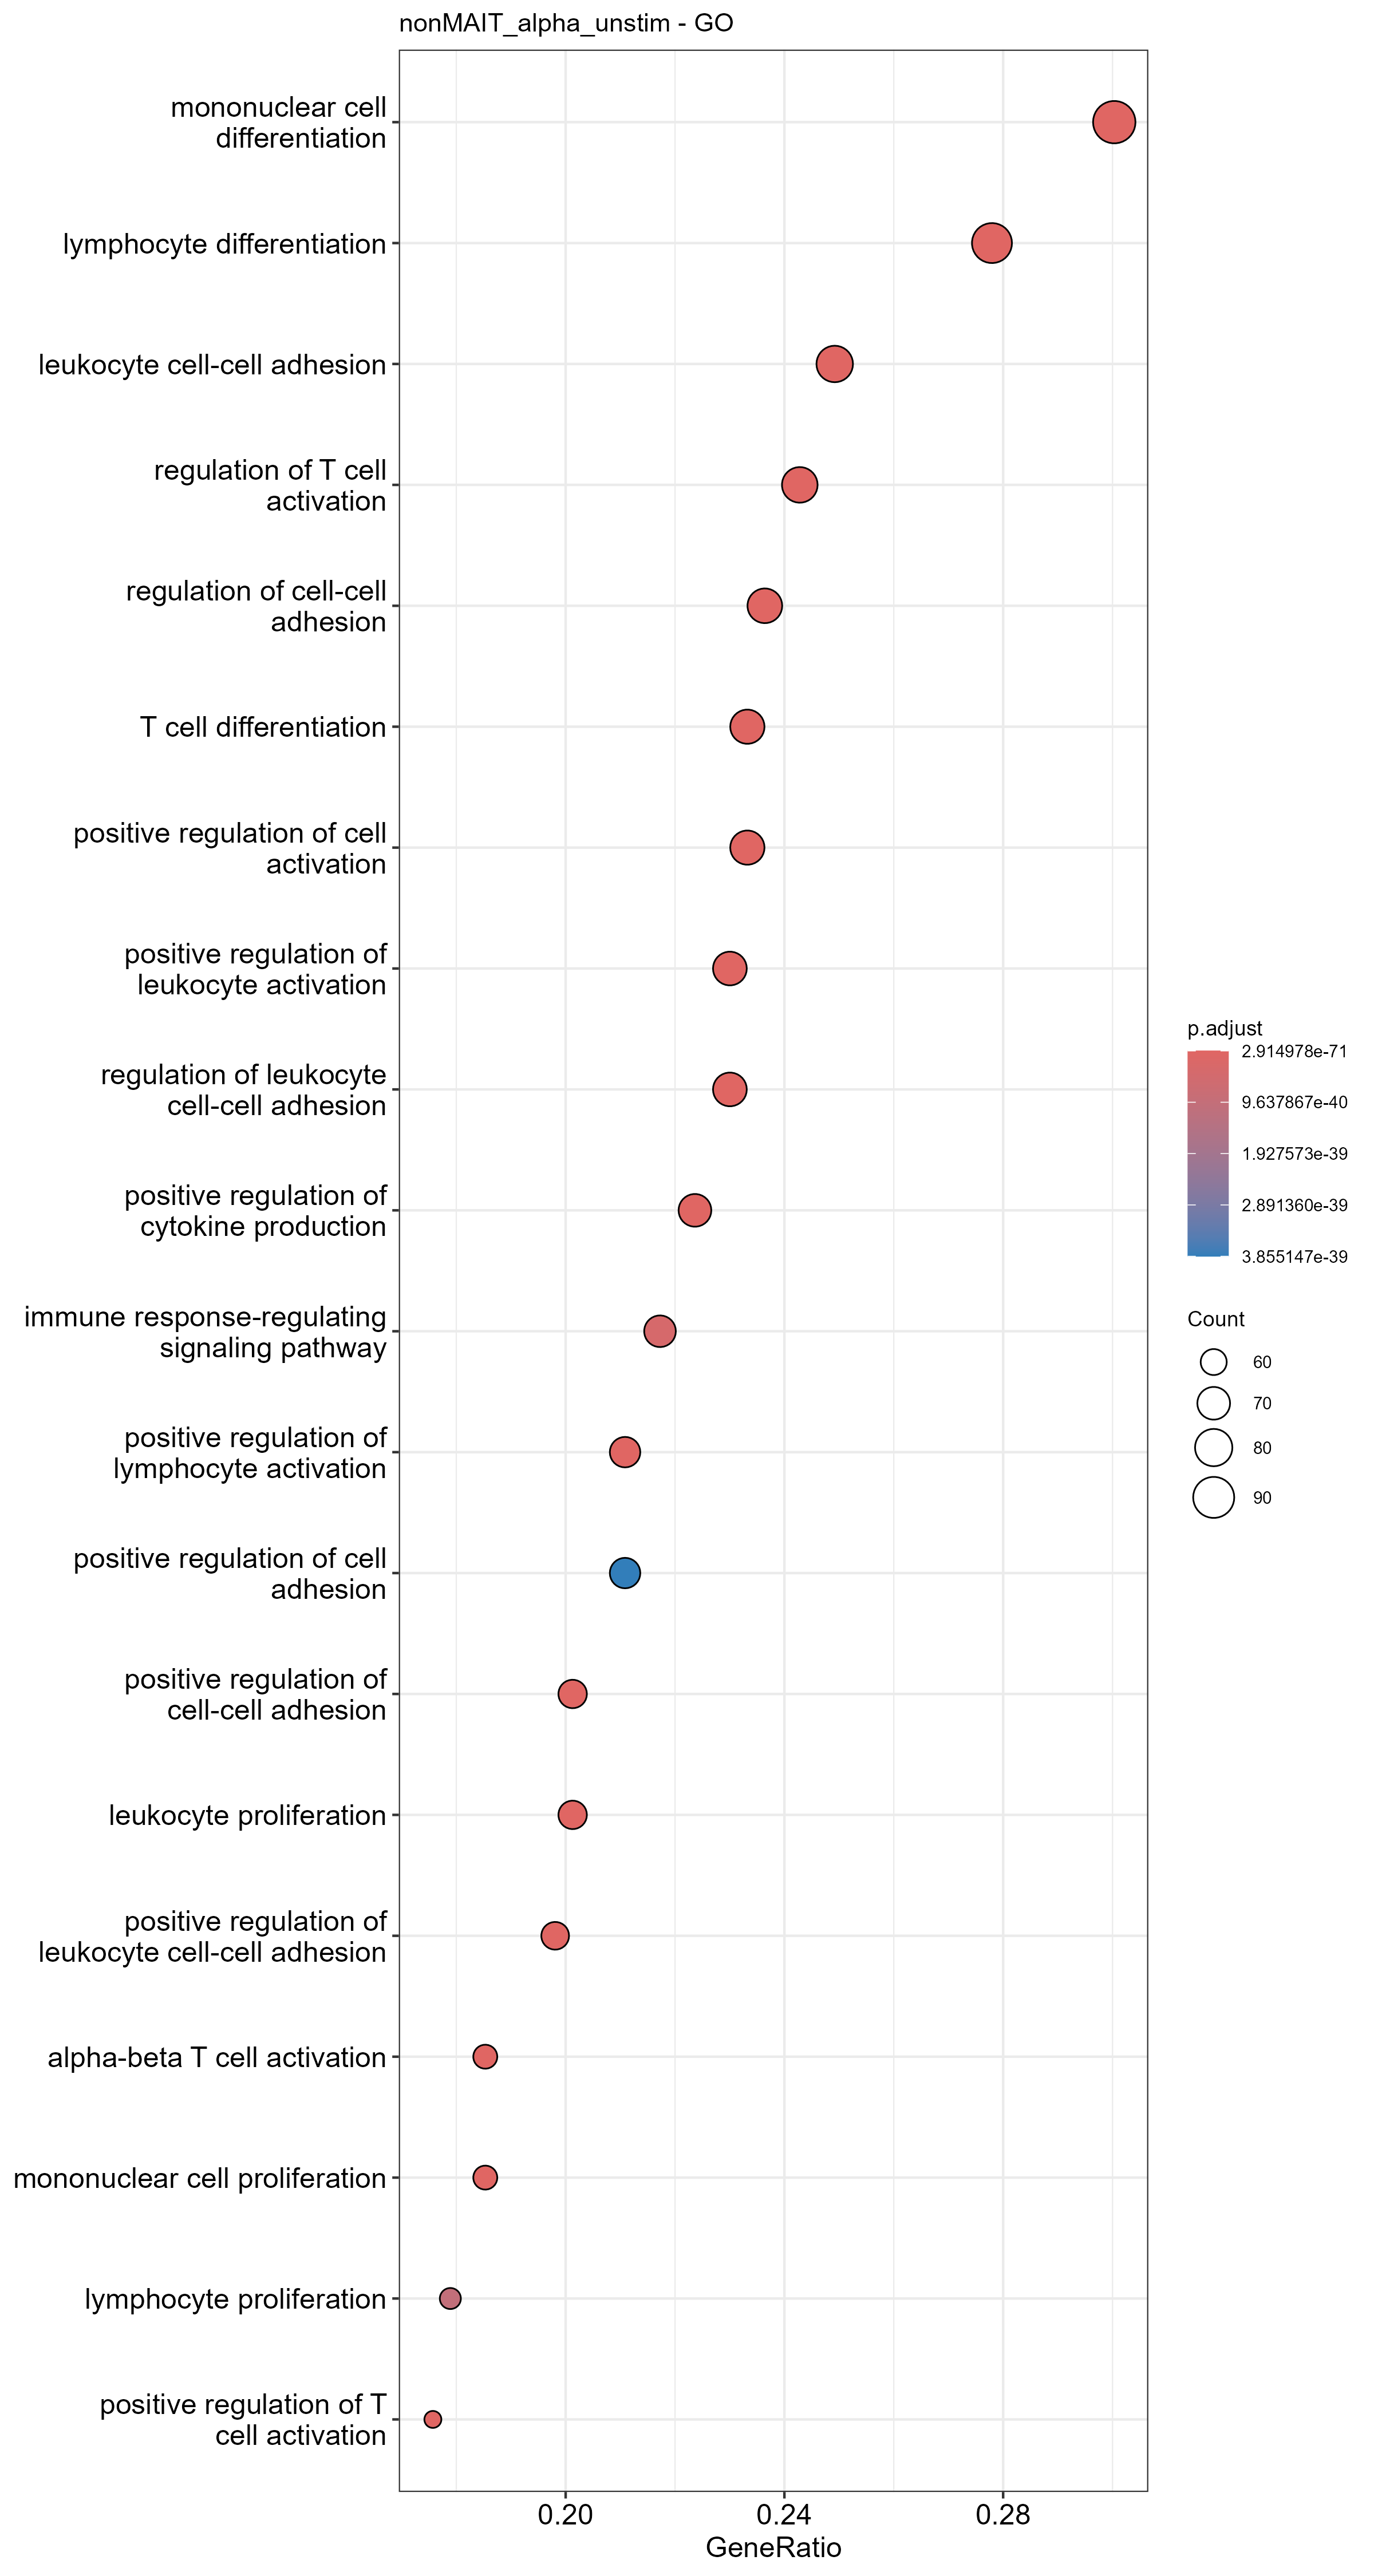 nonMAIT_alpha_unstim - GO
mononuclear cell
differentiation
lymphocyte differentiation
leukocyte cell-cell adhesion
regulation of T cell
activation
regulation of cell-cell
adhesion
T cell differentiation
positive regulation of cell
activation
positive regulation of
leukocyte activation
regulation of leukocyte
cell-cell adhesion
positive regulation of
cytokine production
immune response-regulating
signaling pathway
positive regulation of
lymphocyte activation
positive regulation of cell
adhesion
positive regulation of
cell-cell adhesion
leukocyte proliferation
positive regulation of
leukocyte cell-cell adhesion
alpha-beta T cell activation
mononuclear cell proliferation
lymphocyte proliferation
positive regulation of T
cell activation
0.20
0.24
0.28
GeneRatio
p.adjust
2.914978e-71
9.637867e-40
1.927573e-39
2.891360e-39
3.855147e-39
Count
60
70
80
90